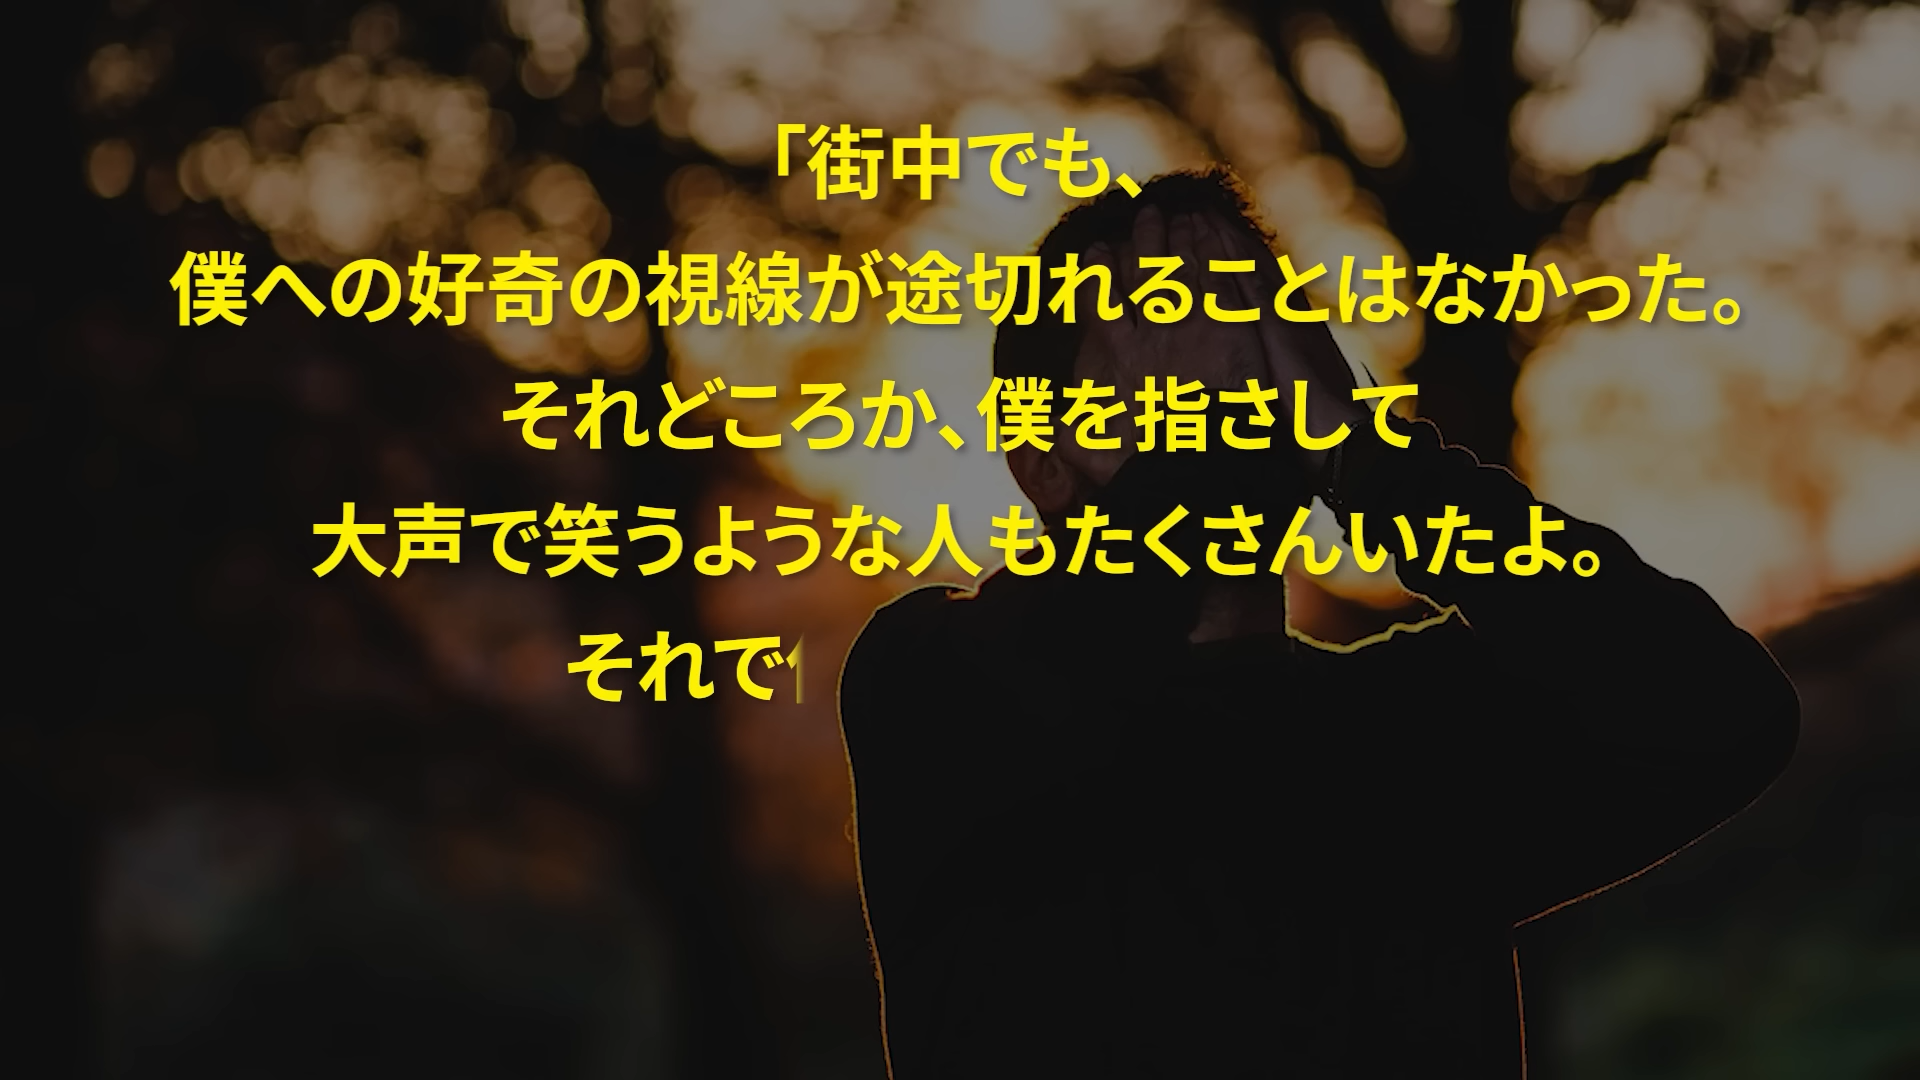 「街中でも、
僕への好奇の視線が途切れることはなかった。
それどころか、僕を指さして
大声で笑うような人もたくさんいたよ。
それで